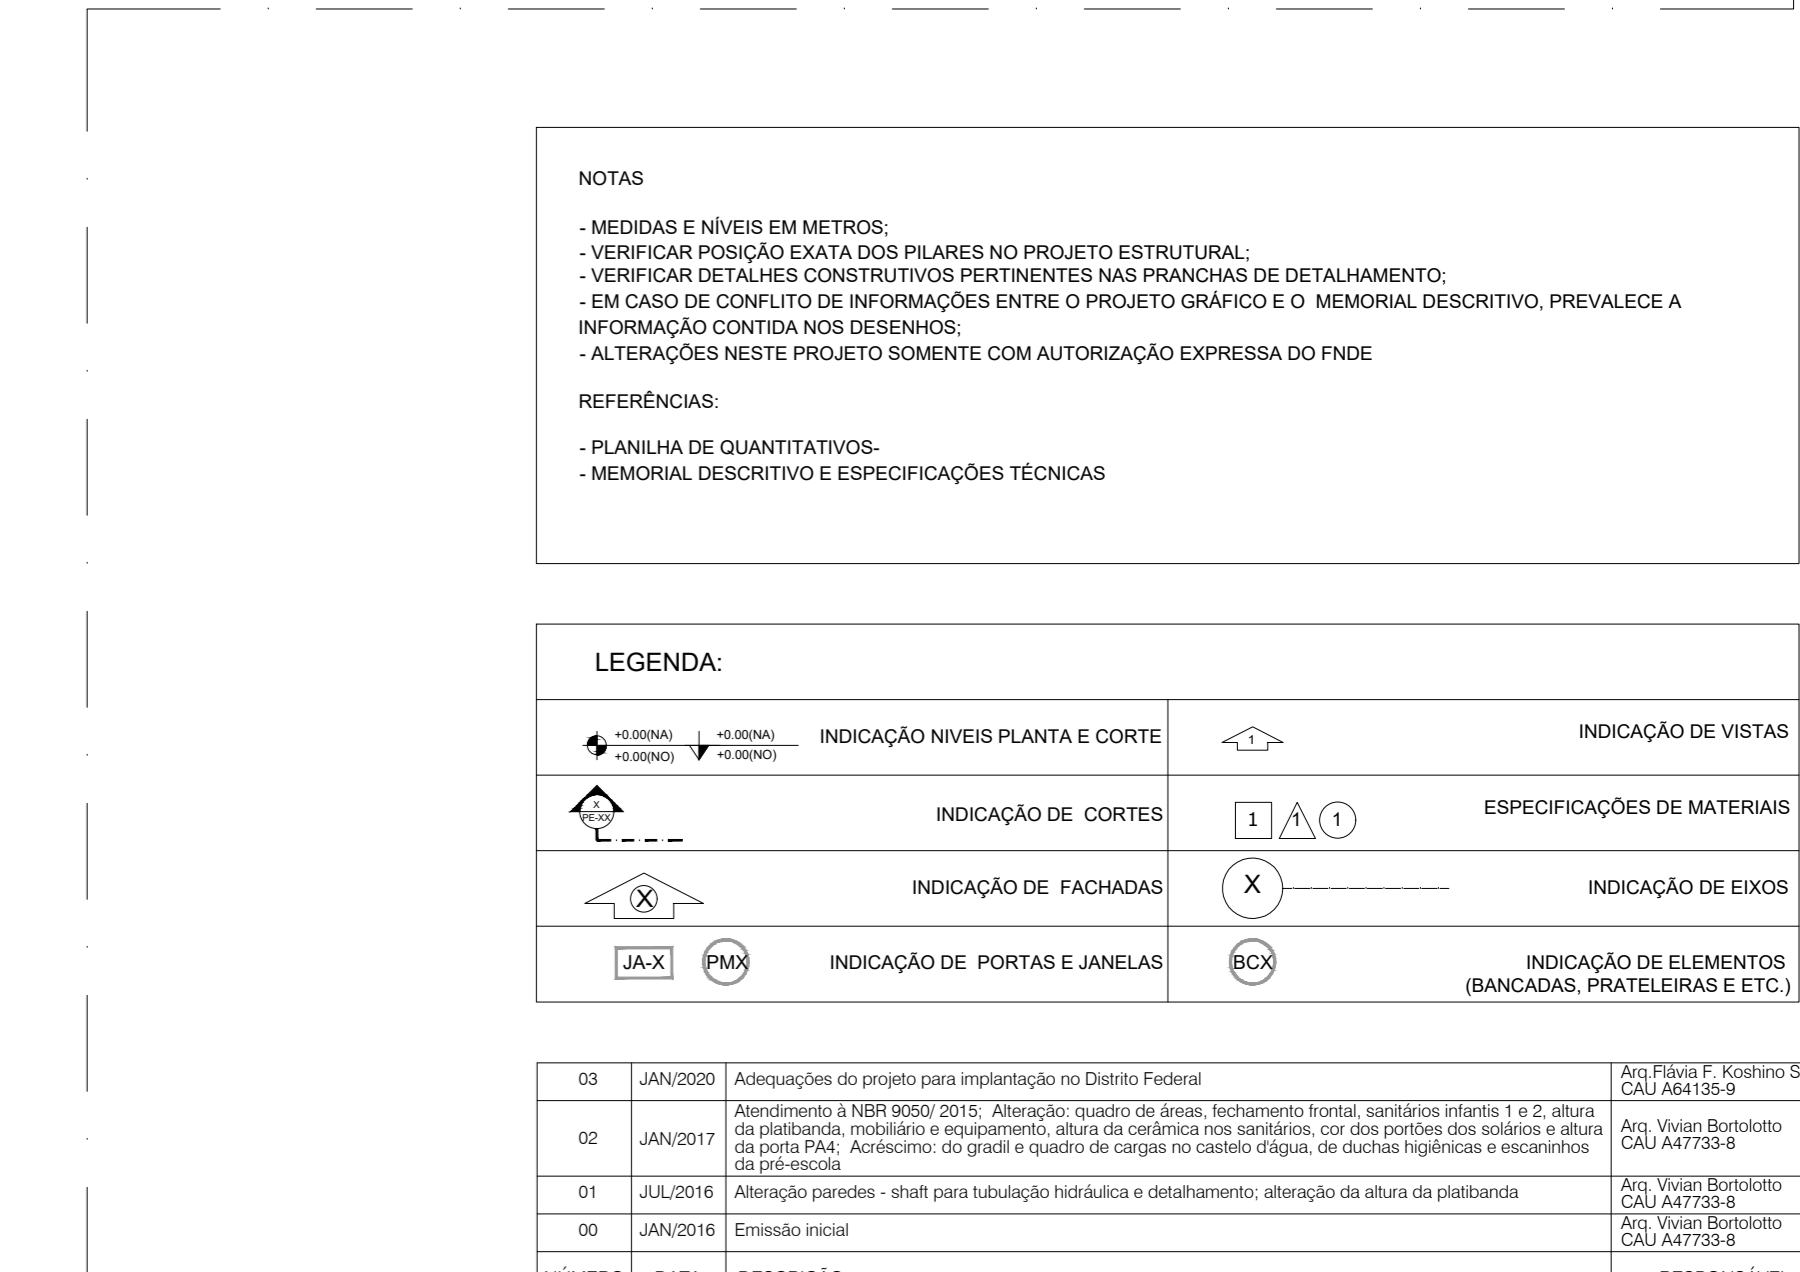 NOTAS
- MEDIDAS E NÍVEIS EM METROS;
- VERIFICAR POSIÇÃO EXATA DOS PILARES NO PROJETO ESTRUTURAL;
- VERIFICAR DETALHES CONSTRUTIVOS PERTINENTES NAS PRANCHAS DE DETALHAMENTO;
- EM CASO DE CONFLITO DE INFORMAÇÕES ENTRE O PROJETO GRÁFICO E O MEMORIAL DESCRITIVO, PREVALECE A
INFORMAÇÃO CONTIDA NOS DESENHOS;
- ALTERAÇÕES NESTE PROJETO SOMENTE COM AUTORIZAÇÃO EXPRESSA DO FNDE
REFERÊNCIAS:
- PLANILHA DE QUANTITATIVOS-
- MEMORIAL DESCRITIVO E ESPECIFICAÇÕES TÉCNICAS
LEGENDA:
+0.00(NA) +0.00(NA)
+0.00(NO) +0.00(NO)
INDICAÇÃO NIVEIS PLANTA E CORTE
1 INDICAÇÃO DE VISTAS
X
PE-XX
INDICAÇÃO DE CORTES
1 1 1 ESPECIFICAÇÕES DE MATERIAIS
X INDICAÇÃO DE FACHADAS
X INDICAÇÃO DE EIXOS
JA-X PMX INDICAÇÃO DE PORTAS E JANELAS
BCX INDICAÇÃO DE ELEMENTOS
(BANCADAS, PRATELEIRAS E ETC.)
03 JAN/2020 Adequações do projeto para implantação no Distrito Federal Arq.Flávia F. Koshino S
CAU A64135-9
02 JAN/2017
Atendimento à NBR 9050/ 2015; Alteração: quadro de áreas, fechamento frontal, sanitários infantis 1 e 2, altura
da platibanda, mobiliário e equipamento, altura da cerâmica nos sanitários, cor dos portões dos solários e altura
da porta PA4; Acréscimo: do gradil e quadro de cargas no castelo d'água, de duchas higiênicas e escaninhos
da pré-escola
Arq. Vivian Bortolotto
CAU A47733-8
01 JUL/2016 Alteração paredes - shaft para tubulação hidráulica e detalhamento; alteração da altura da platibanda Arq. Vivian Bortolotto
CAU A47733-8
00 JAN/2016 Emissão inicial Arq. Vivian Bortolotto
CAU A47733-8